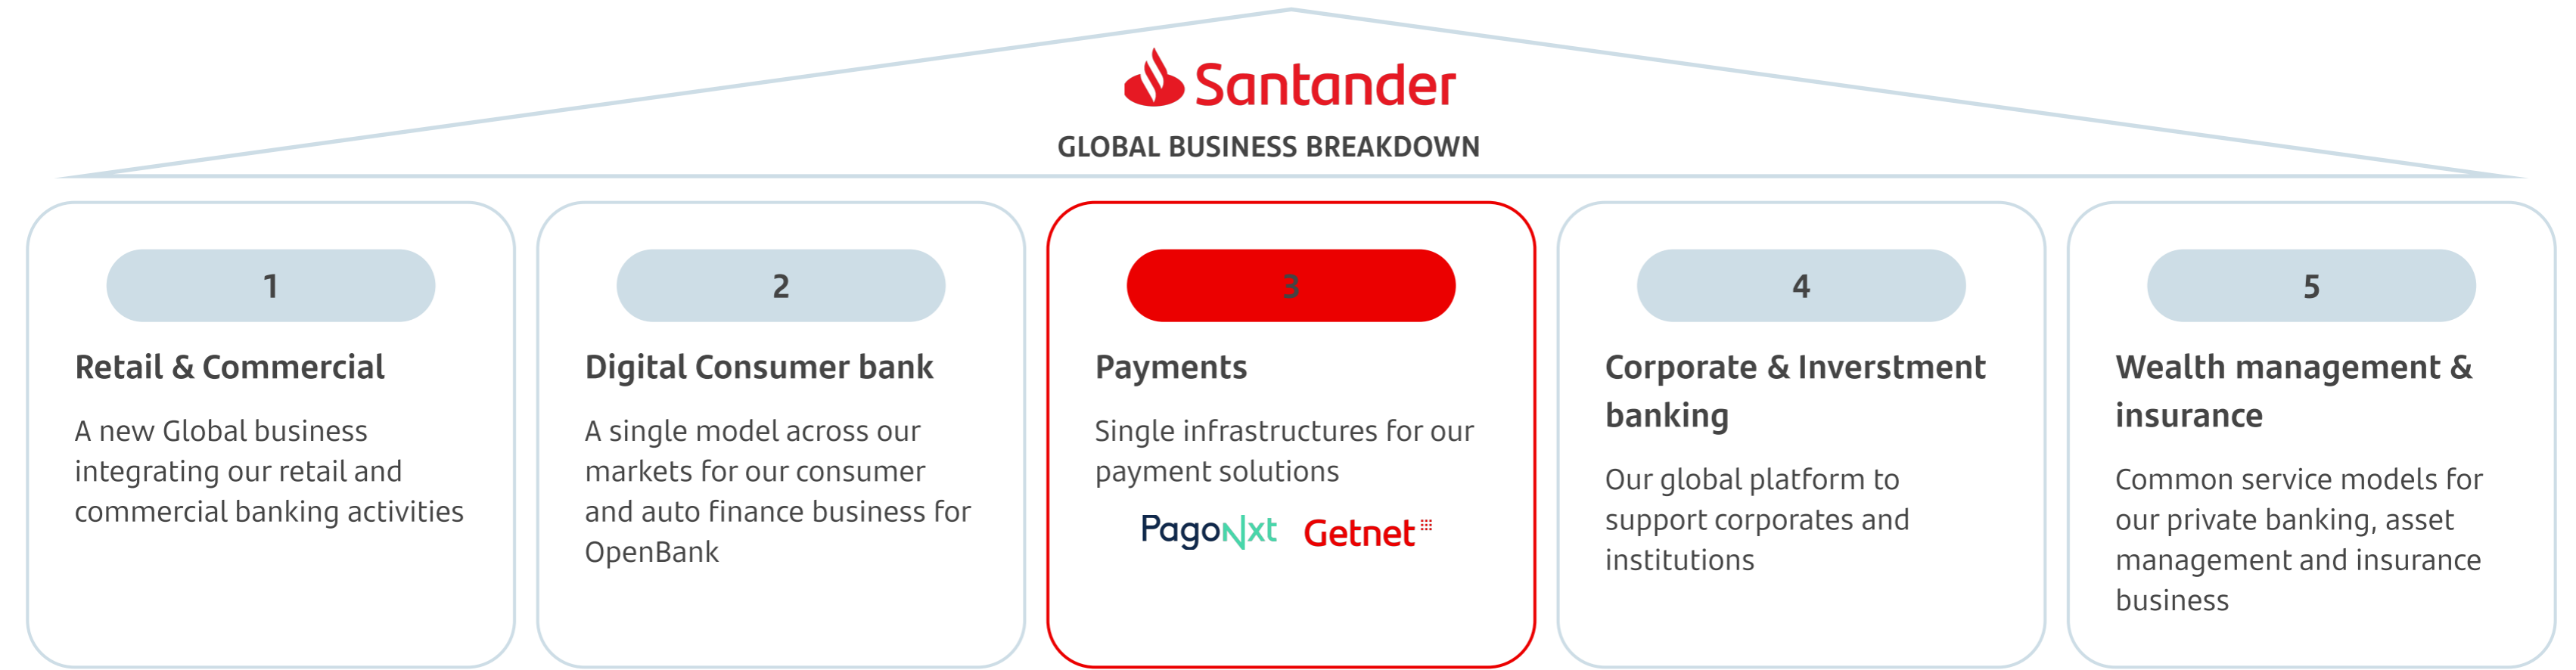 Santander
GLOBAL BUSINESS BREAKDOWN
1
Retail & Commercial
A new Global business
integrating our retail and
commercial banking activities
2
Digital Consumer bank
A single model across our
markets for our consumer
and auto finance business for
OpenBank
3
Payments
Single infrastructures for our
payment solutions
PagoNxt Getnet
4
Corporate & Inverstment
banking
Our global platform to
support corporates and
institutions
5
Wealth management &
insurance
Common service models for
our private banking, asset
management and insurance
business